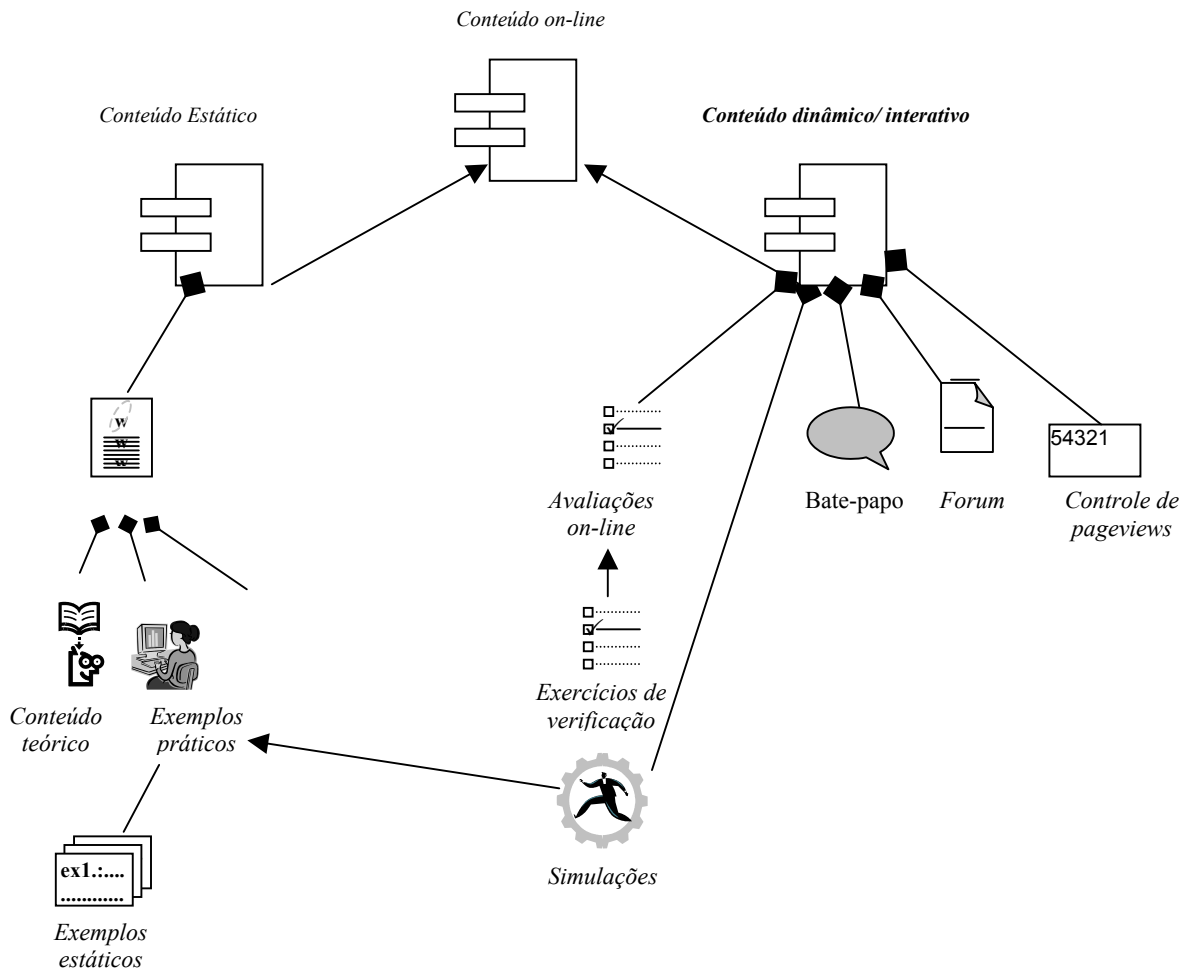 Conteúdo on-line
Conteúdo Estático
Conteúdo dinâmico/ interativo
w
w
w
54321
Avaliações
on-line
Bate-papo
Forum
Controle de
pageviews
Exercícios de
verificação
Conteúdo
teórico
Exemplos
práticos
ex1.:....
............
Simulações
Exemplos
estáticos